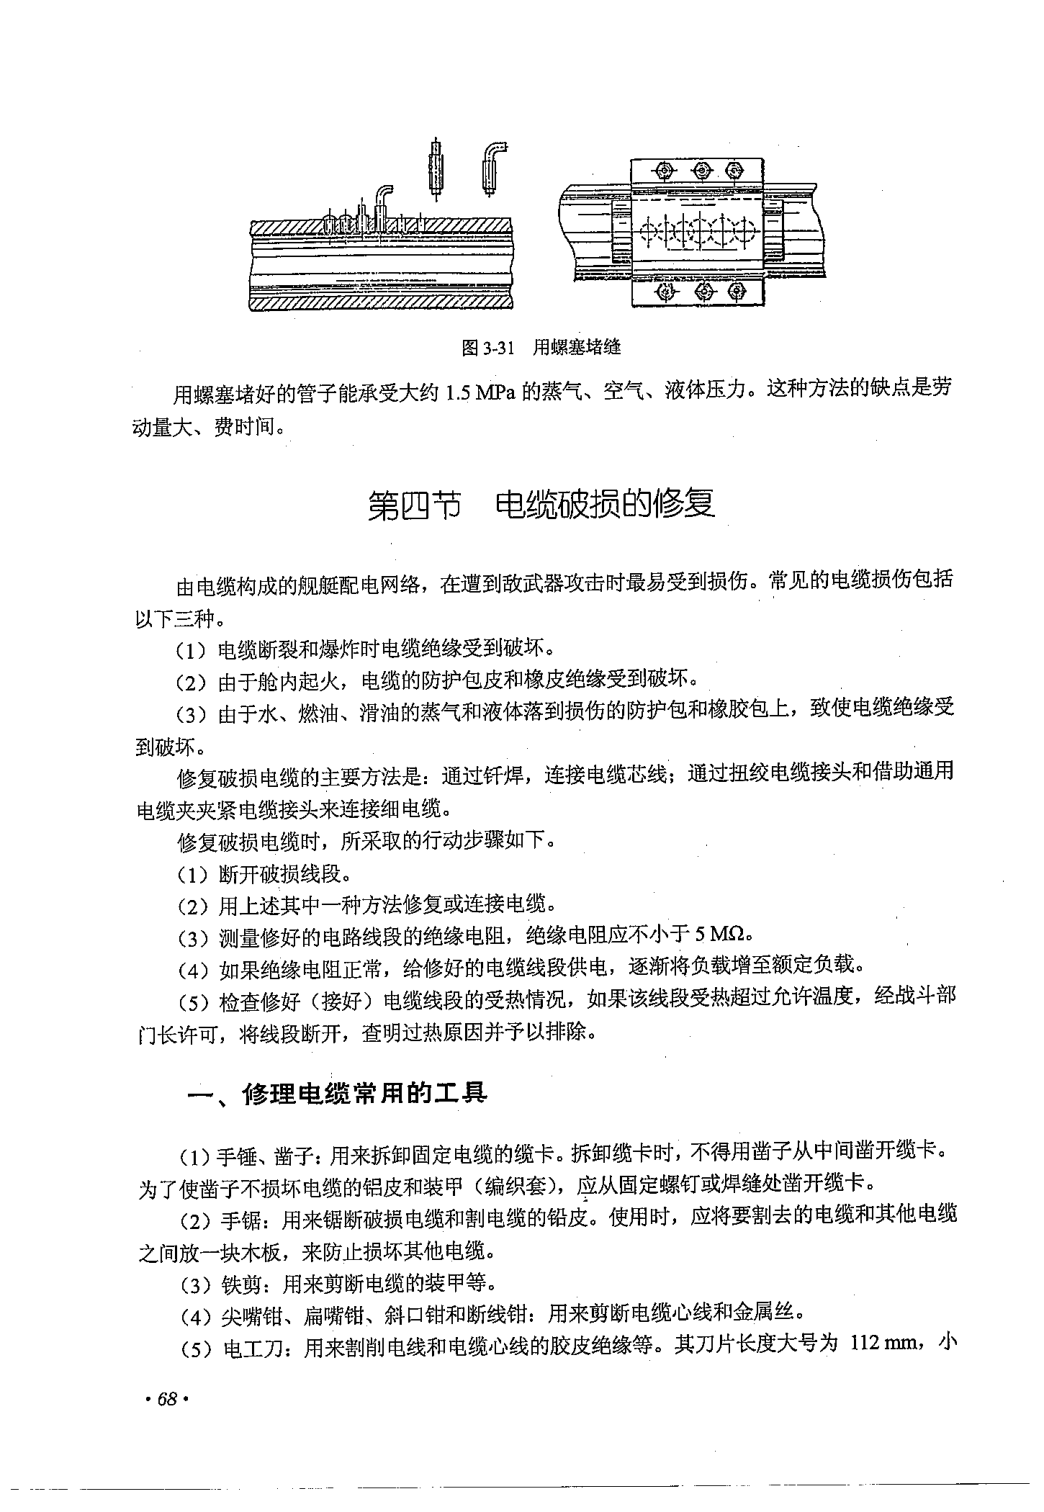 图 3-31 用螺塞堵缝
用螺塞堵好的管子能承受大约 1.5 MPa 的蒸气、空气、液体压力。这种方法的缺点是劳
动量大、费时间。
第四节 电缆破损的修复
由电缆构成的舰艇配电网络，在遭到敌武器攻击时最易受到损伤。常见的电缆损伤包括
以下三种。
（1）电缆断裂和爆炸时电缆绝缘受到破坏。
（2）由于舱内起火，电缆的防护包皮和橡皮绝缘受到破坏。
（3）由于水、燃油、滑油的蒸气和液体落到损伤的防护包和橡胶包上，致使电缆绝缘受
到破坏。
修复破损电缆的主要方法是：通过钎焊，连接电缆芯线；通过扭绞电缆接头和借助通用
电缆夹夹紧电缆接头来连接细电缆。
修复破损电缆时，所采取的行动步骤如下。
（1）断开破损线段。
（2）用上述其中一种方法修复或连接电缆。
（3）测量修好的电路线段的绝缘电阻，绝缘电阻应不小于 5 MΩ。
（4）如果绝缘电阻正常，给修好的电缆线段供电，逐渐将负载增至额定负载。
（5）检查修好（接好）电缆线段的受热情况，如果该线段受热超过允许温度，经战斗部
门长许可，将线段断开，查明过热原因并予以排除。
一、修理电缆常用的工具
（1）手锤、凿子：用来拆卸固定电缆的缆卡。拆卸缆卡时，不得用凿子从中间凿开缆卡。
为了使凿子不损坏电缆的铝皮和装甲（编织套），应从固定螺钉或焊缝处凿开缆卡。
（2）手锯：用来锯断破损电缆和割电缆的铅皮。使用时，应将要割去的电缆和其他电缆
之间放一块木板，来防止损坏其他电缆。
（3）铁剪：用来剪断电缆的装甲等。
（4）尖嘴钳、扁嘴钳、斜口钳和断线钳：用来剪断电缆心线和金属丝。
（5）电工刀：用来割削电线和电缆心线的胶皮绝缘等。其刀片长度大号为 112 mm，小
·68·